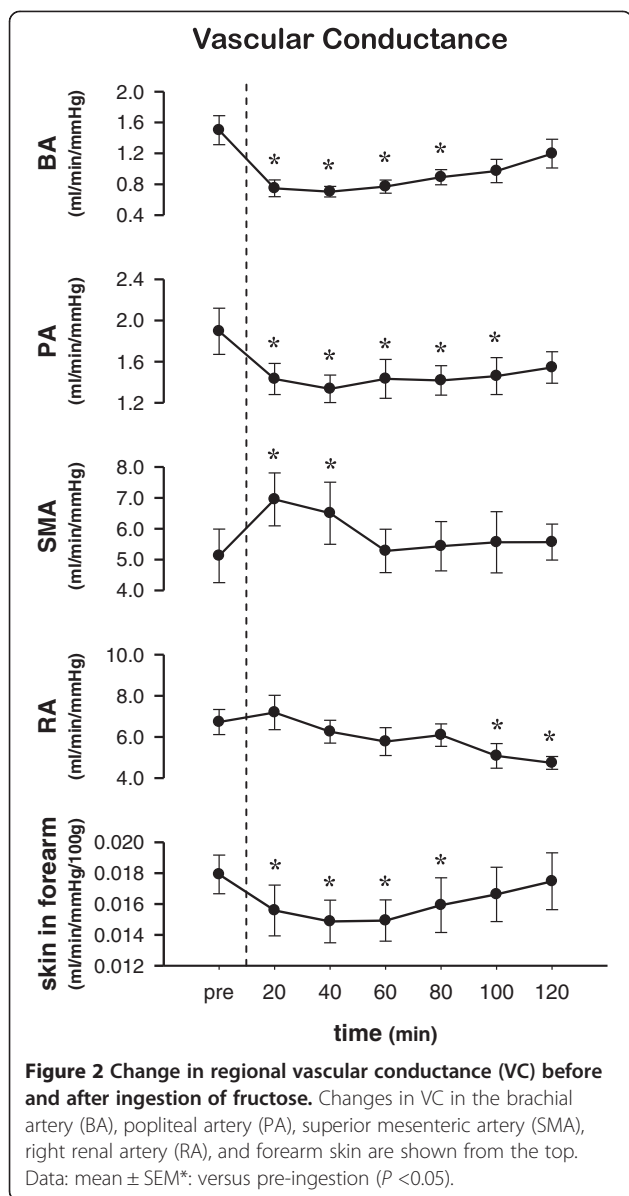 Vascular Conductance
BA
(ml/min/mmHg)
2.0
1.6
1.2
0.8
0.4
* * * *
PA
(ml/min/mmHg)
2.4
2.0
1.6
1.2
* * * * *
SMA
(ml/min/mmHg)
8.0
7.0
6.0
5.0
4.0
* *
RA
(ml/min/mmHg)
10.0
8.0
6.0
4.0
* *
skin in forearm
(ml/min/mmHg/100g)
0.020
0.018
0.016
0.014
0.012
* * * *
pre 20 40 60 80 100 120
time (min)
Figure 2 Change in regional vascular conductance (VC) before
and after ingestion of fructose. Changes in VC in the brachial
artery (BA), popliteal artery (PA), superior mesenteric artery (SMA),
right renal artery (RA), and forearm skin are shown from the top.
Data: mean ± SEM*: versus pre-ingestion (P <0.05).